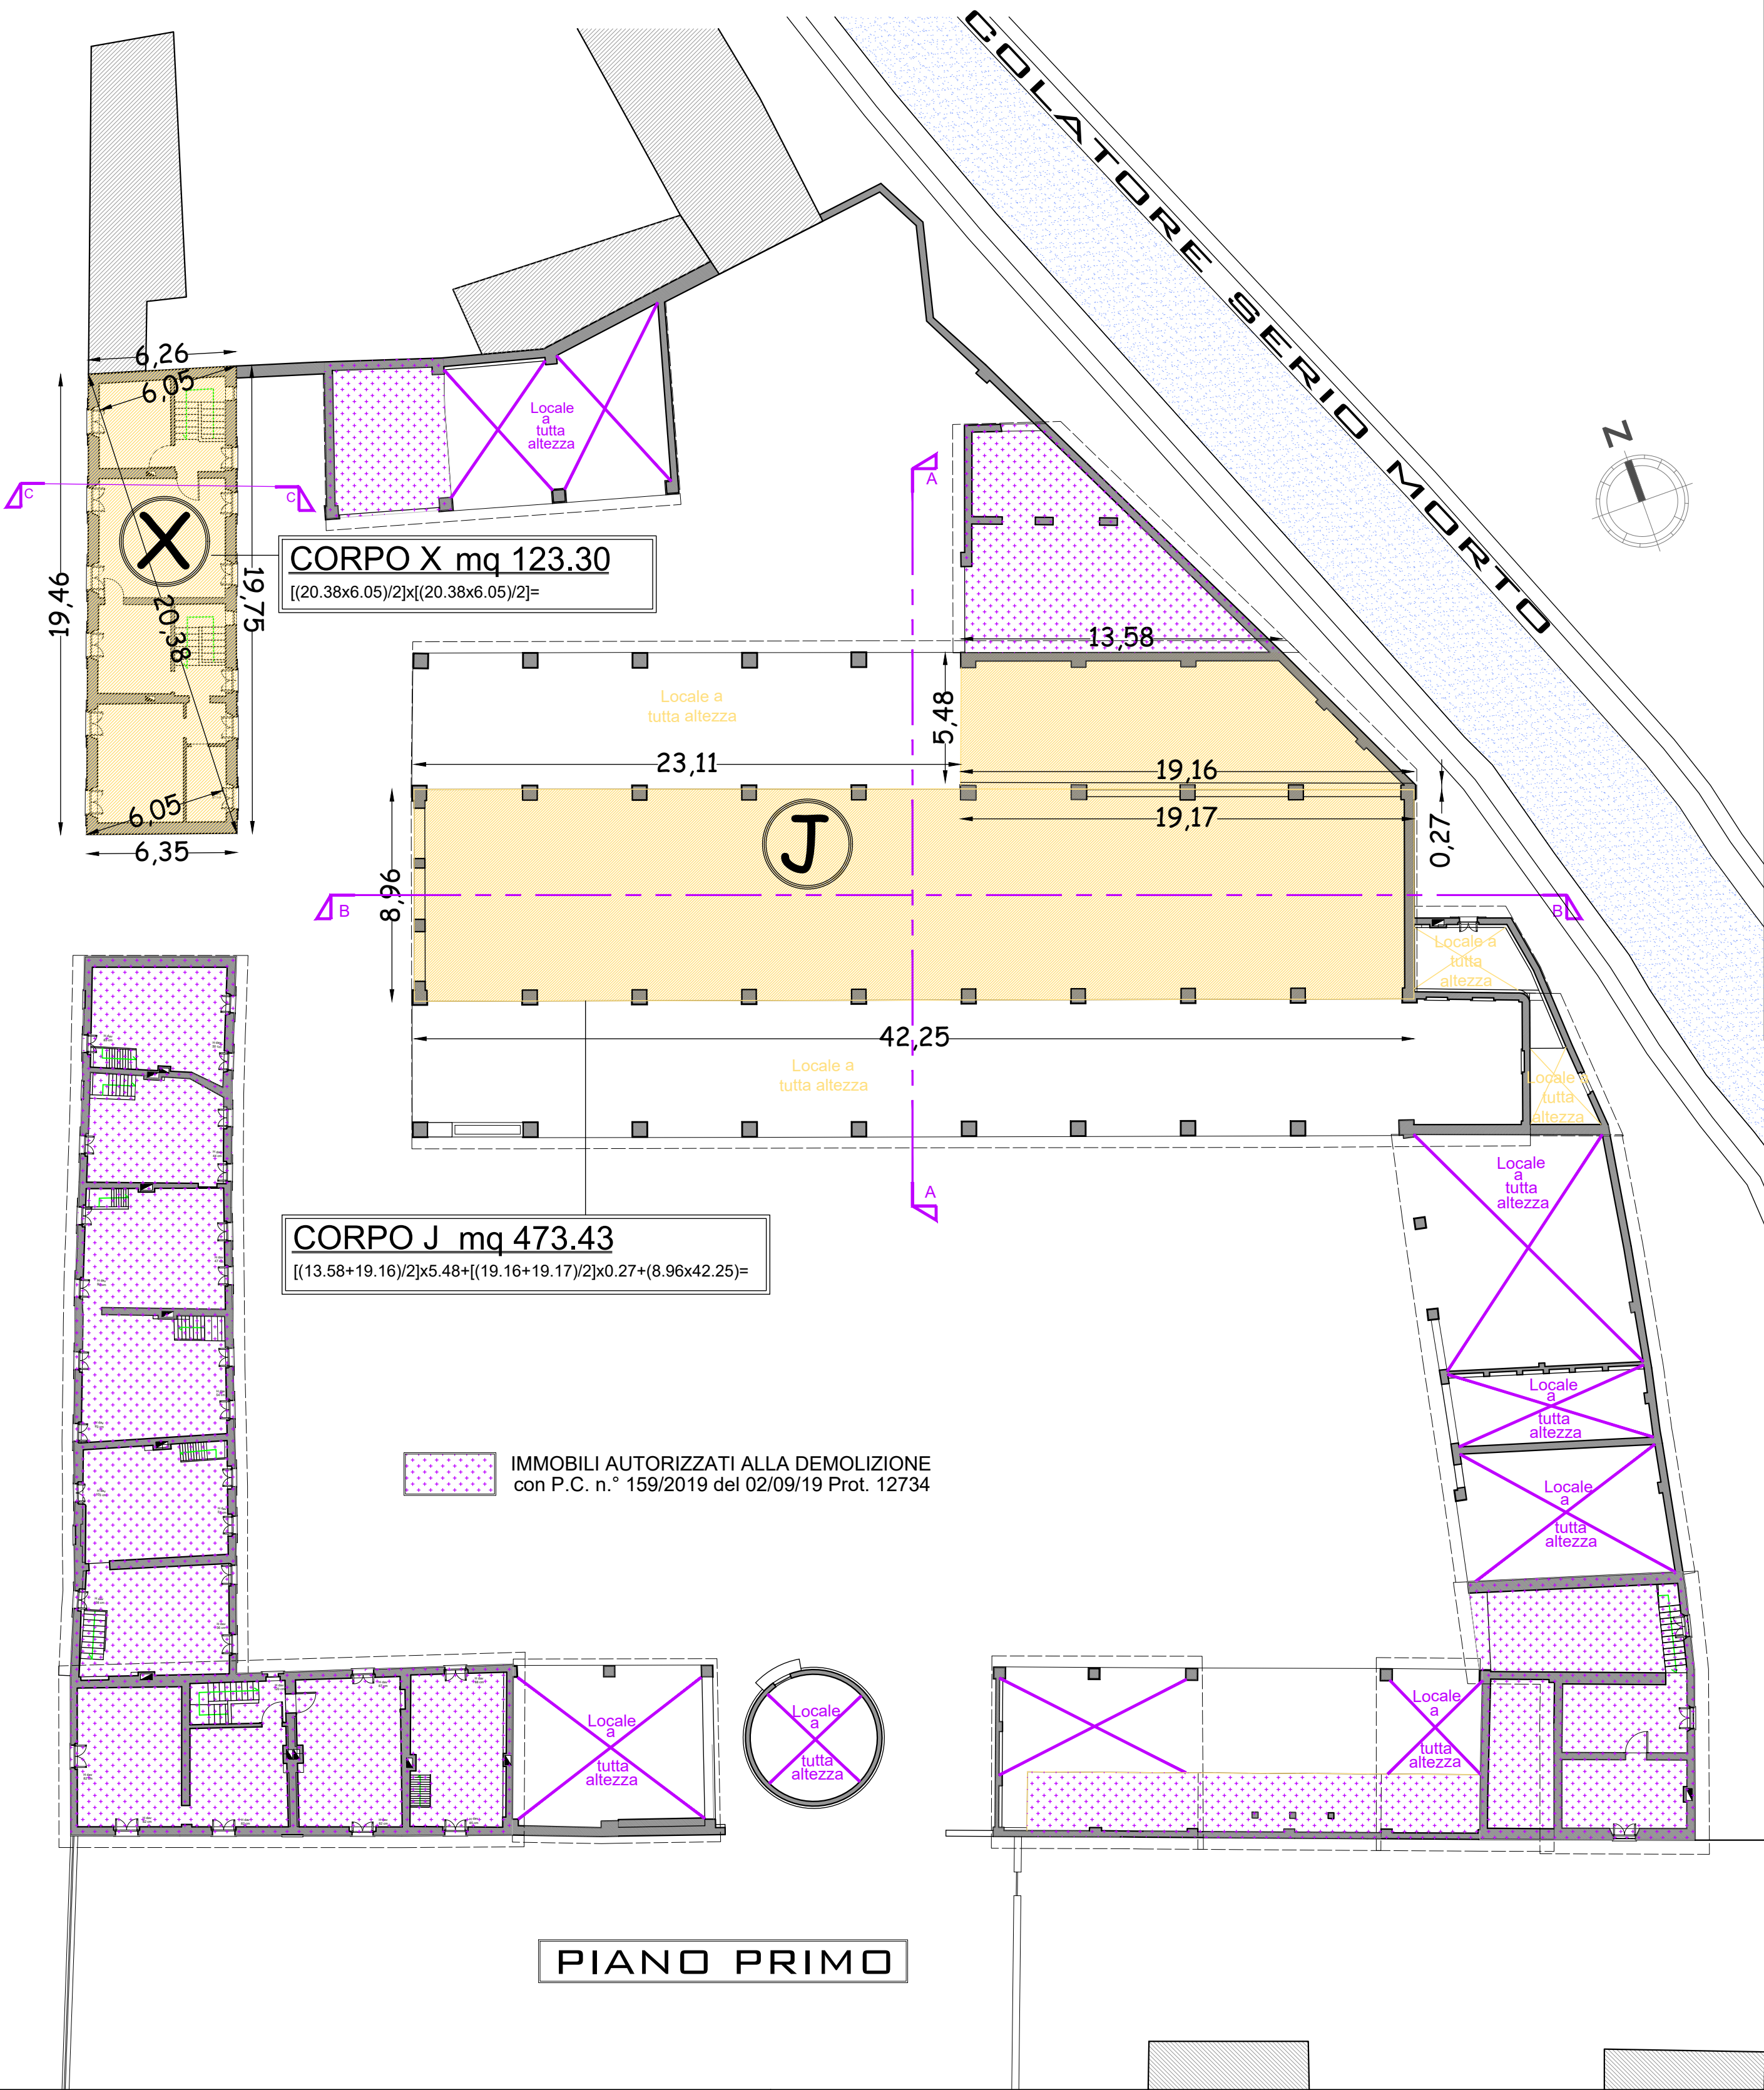 COLATORE SERIO MORTO
N
6,26
6,05
Locale
a
tutta
altezza
A
C
C
X
CORPO X mq 123.30
[(20.38x6.05)/2]x[(20.38x6.05)/2]=
19,46
19,75
20,38
13,58
Locale a
tutta altezza
5,48
23,11
19,16
19,17
0,27
6,05
6,35
J
8,96
B
B
Locale a
tutta
altezza
42,25
Locale a
tutta altezza
Locale a
tutta
altezza
Locale
a
tutta
altezza
A
CORPO J mq 473.43
[(13.58+19.16)/2]x5.48+[(19.16+19.17)/2]x0.27+(8.96x42.25)=
Locale
a
tutta
altezza
IMMOBILI AUTORIZZATI ALLA DEMOLIZIONE
con P.C. n.° 159/2019 del 02/09/19 Prot. 12734
Locale
a
tutta
altezza
Locale
a
tutta
altezza
Locale
a
tutta
altezza
Locale
a
tutta
altezza
PIANO PRIMO